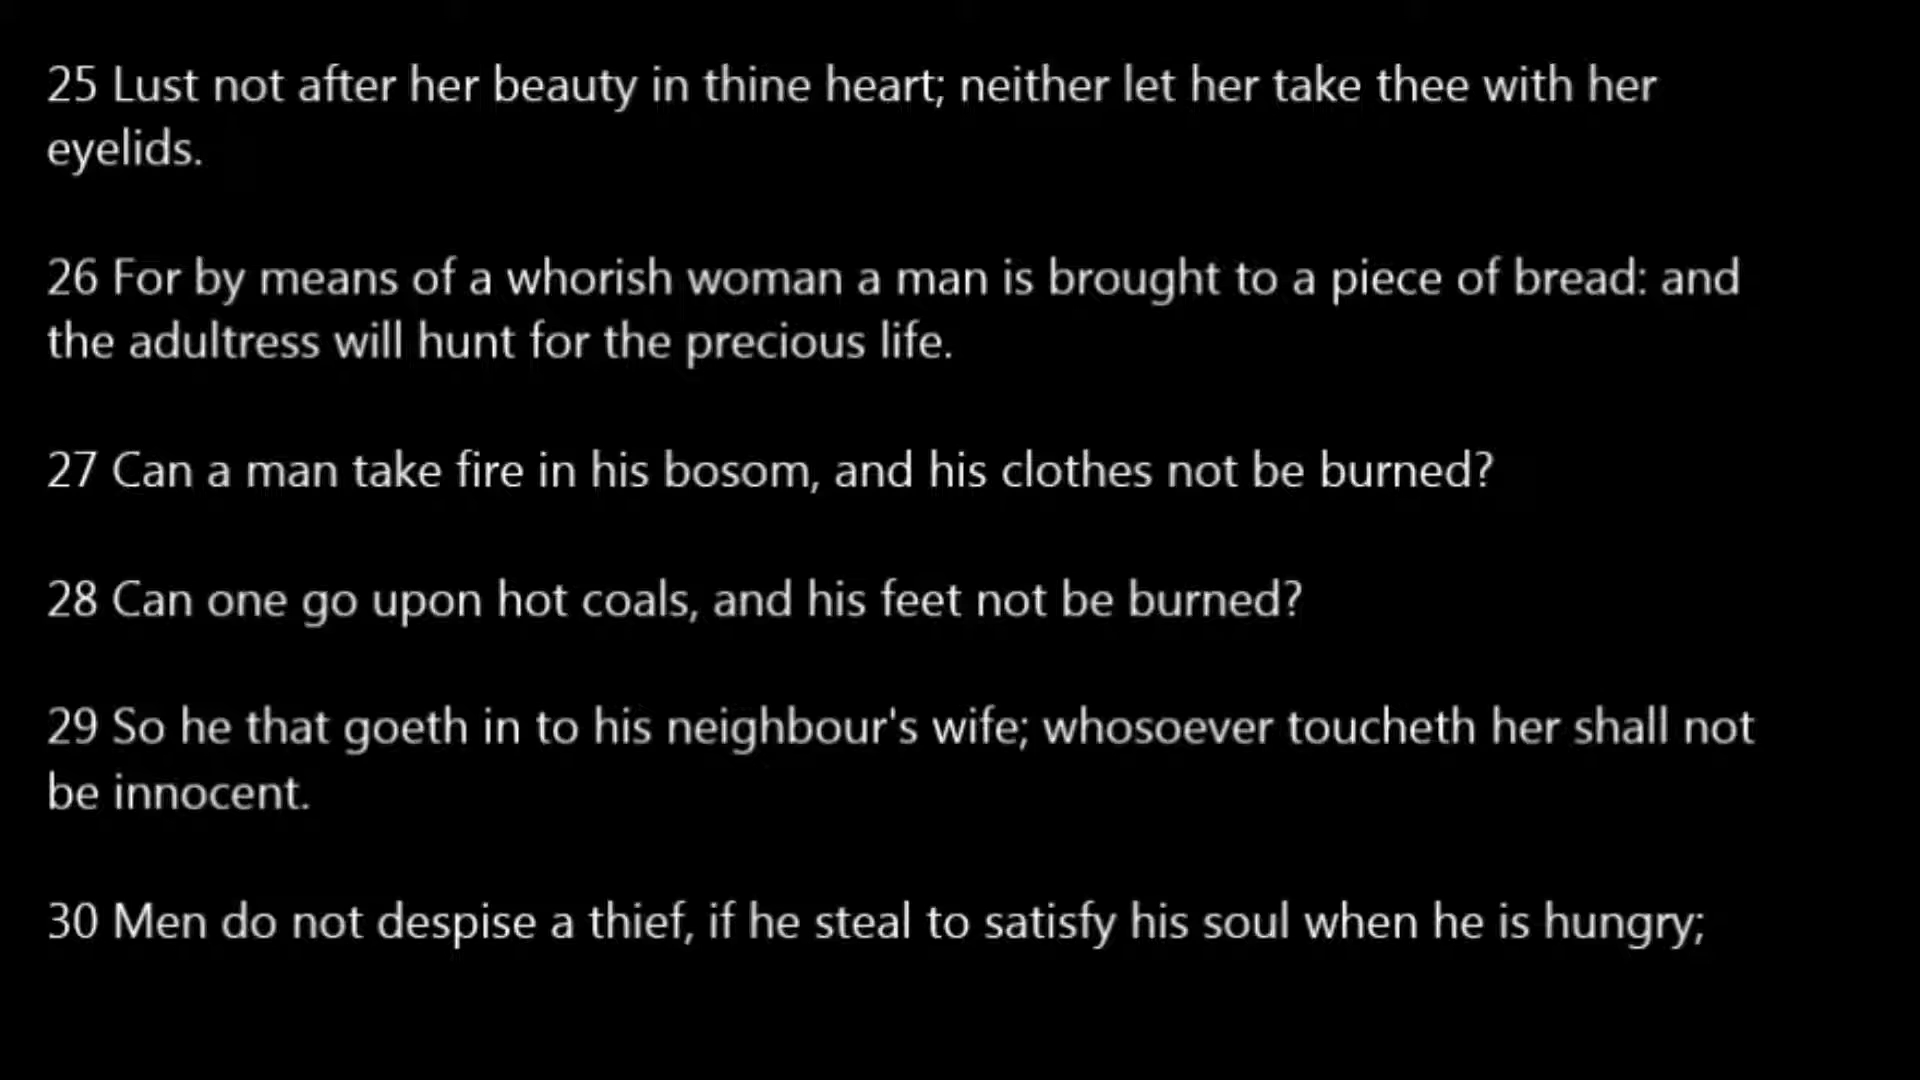 25 Lust not after her beauty in thine heart; neither let her take thee with her
eyelids.
26 For by means of a whorish woman a man is brought to a piece of bread: and
the adultress will hunt for the precious life.
27 Can a man take fire in his bosom, and his clothes not be burned?
28 Can one go upon hot coals, and his feet not be burned?
29 So he that goeth in to his neighbour's wife; whosoever toucheth her shall not
be innocent.
30 Men do not despise a thief, if he steal to satisfy his soul when he is hungry;